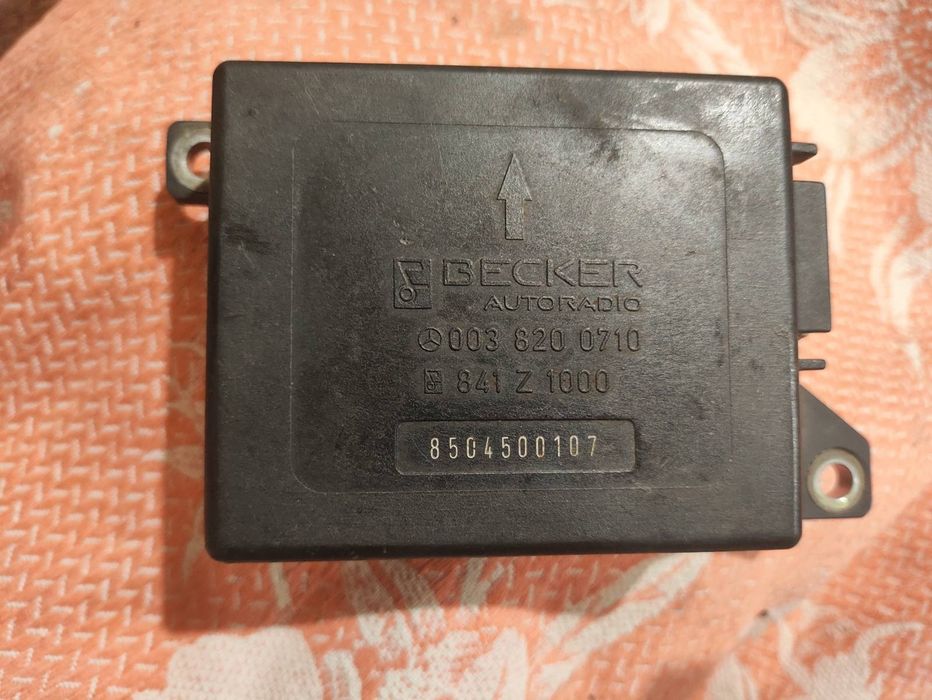 BECKER
AUTORADIO
003 820 0710
841 Z 1000
8504500107